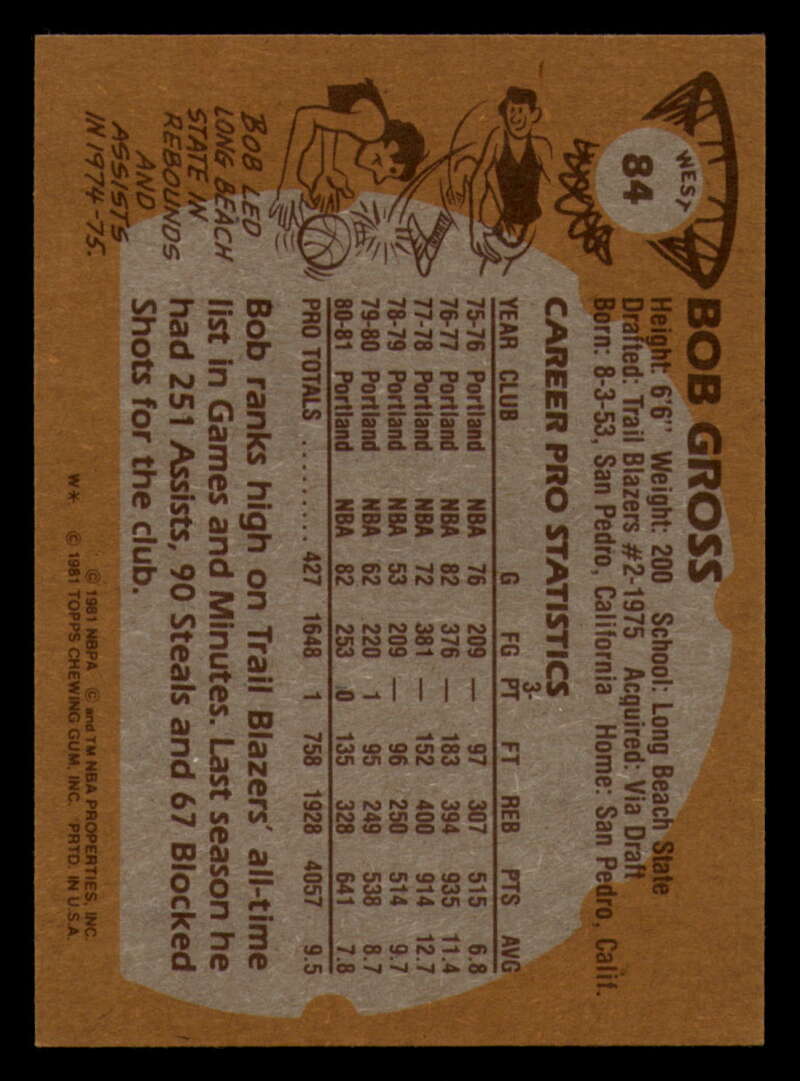 WEST
84
BOB GROSS
Height: 6'6" Weight: 200 School: Long Beach State
Drafted: Trail Blazers #2-1975 Acquired: Via Draft
Born: 8-3-53, San Pedro, California Home: San Pedro, Calif.
CAREER PRO STATISTICS
3-
YEAR CLUB G FG PT FT REB PTS AVG
75-76 Portland NBA 76 209 — 97 307 515 6.8
76-77 Portland NBA 82 376 — 183 394 935 11.4
77-78 Portland NBA 72 381 — 152 400 914 12.7
78-79 Portland NBA 53 209 — 96 250 514 9.7
79-80 Portland NBA 62 220 1 95 249 538 8.7
80-81 Portland NBA 82 253 0 135 328 641 7.8
PRO TOTALS ......... 427 1648 1 758 1928 4057 9.5
Bob ranks high on Trail Blazers' all-time
list in Games and Minutes. Last season he
had 251 Assists, 90 Steals and 67 Blocked
Shots for the club.
BOB LED
LONG BEACH
STATE IN
REBOUNDS
AND
ASSISTS
IN 1974-75.
© 1981 NBPA © and TM NBA PROPERTIES, INC.
W* © 1981 TOPPS CHEWING GUM, INC. PRTD. IN U.S.A.